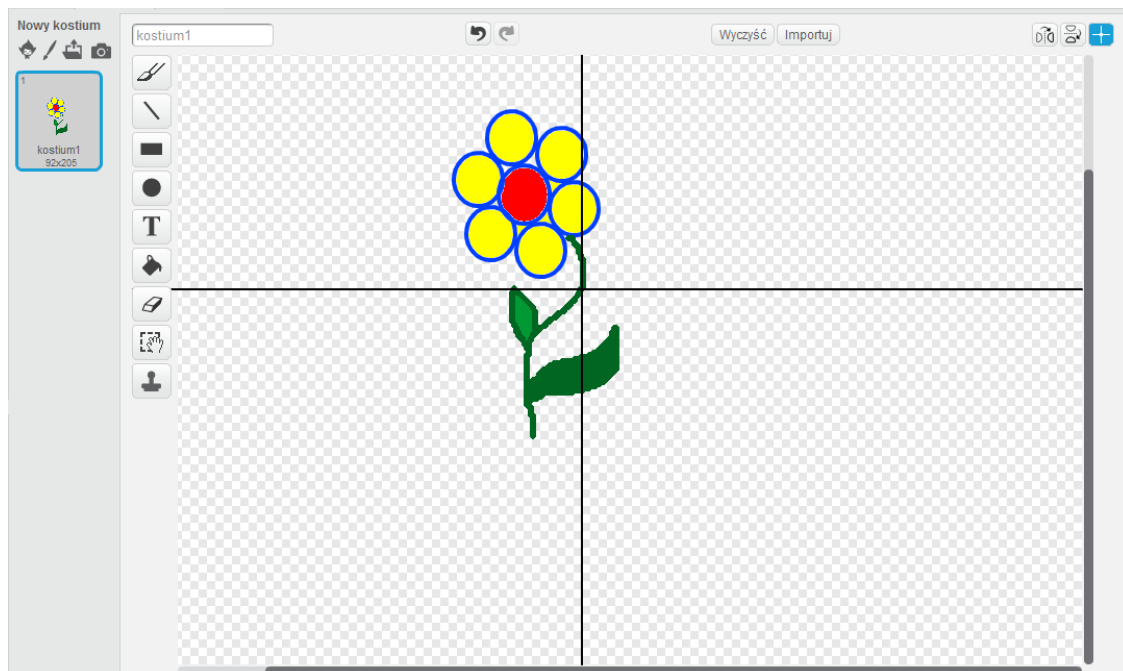 Nowy kostium
kostium1
Wyczyść
Importuj
1
kostium1
92x205
T